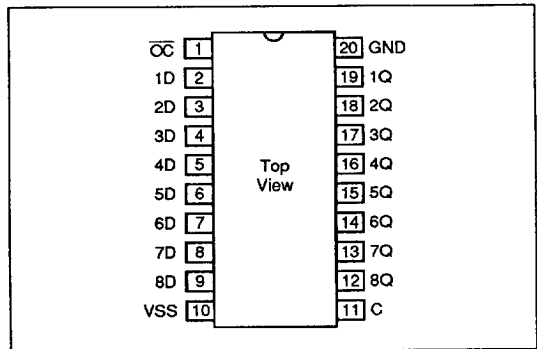 O̅C̅ 1 20 GND
1D 2 19 1Q
2D 3 18 2Q
3D 4 17 3Q
4D 5 16 4Q
Top
View
5D 6 15 5Q
6D 7 14 6Q
7D 8 13 7Q
8D 9 12 8Q
VSS 10 11 C